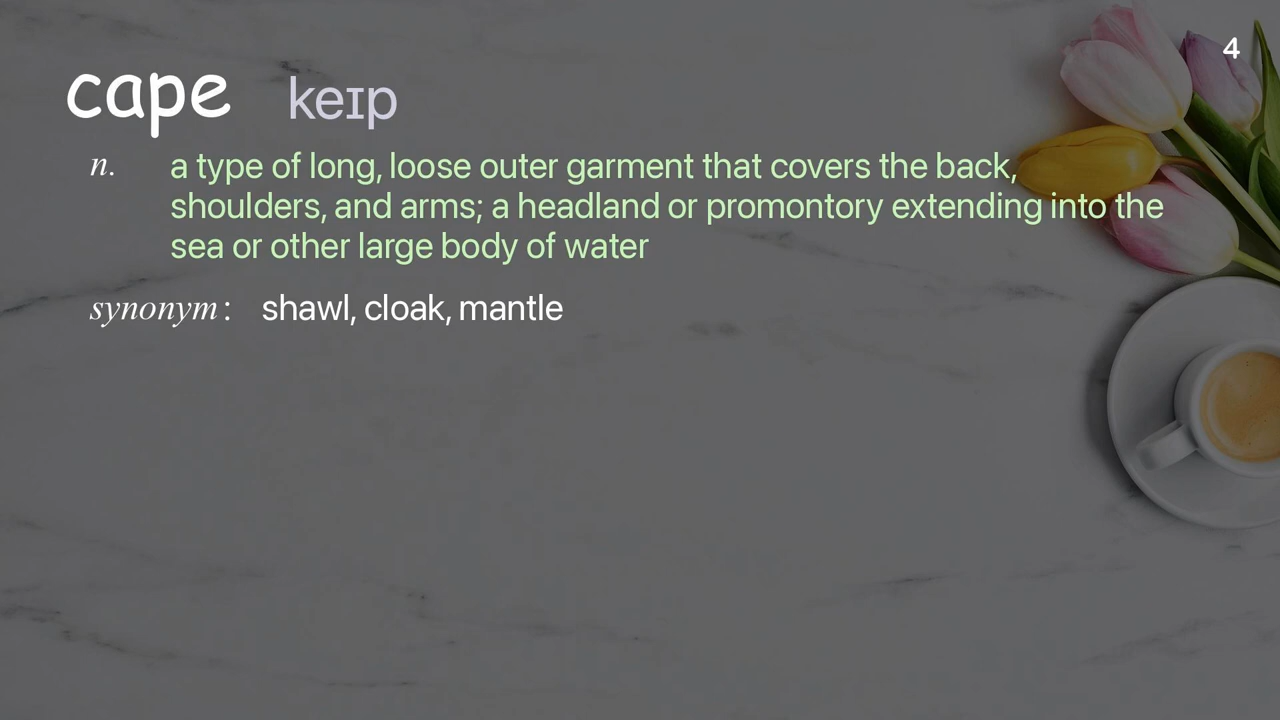 4
cape keɪp
n. a type of long, loose outer garment that covers the back,
shoulders, and arms; a headland or promontory extending into the
sea or other large body of water
synonym: shawl, cloak, mantle